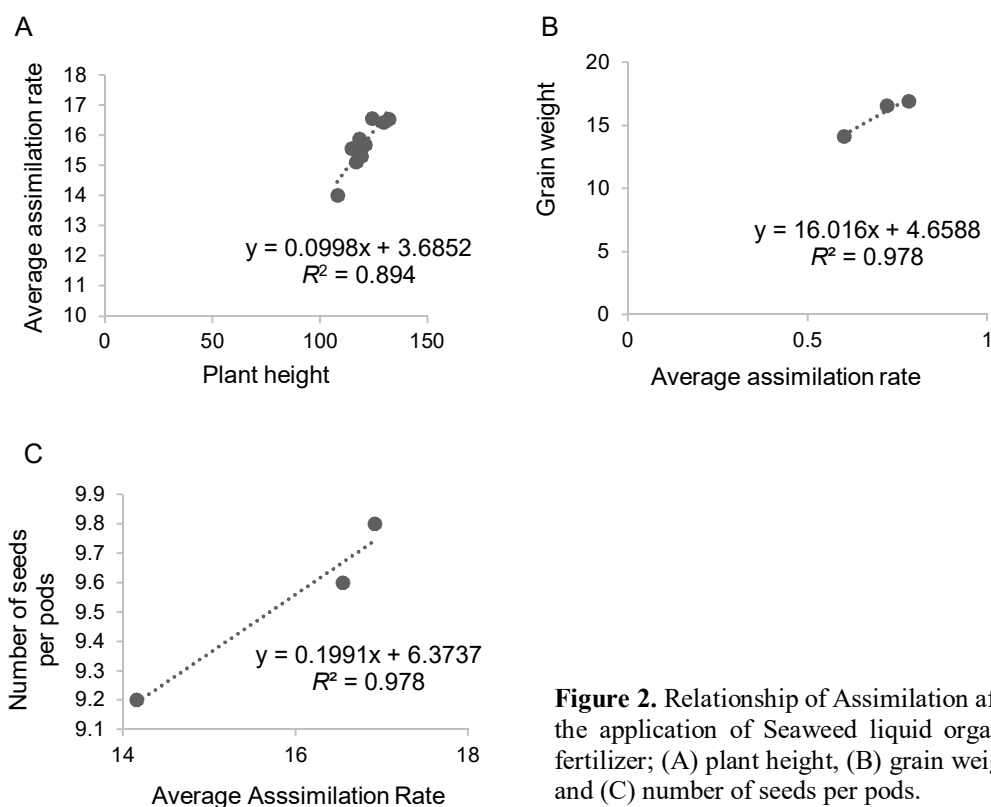 A
Average assimilation rate
18
17
16
15
14
13
12
11
10
y = 0.0998x + 3.6852
R² = 0.894
0 50 100 150
Plant height
B
Grain weight
20
15
10
5
0
y = 16.016x + 4.6588
R² = 0.978
0 0.5 1
Average assimilation rate
C
Number of seeds
per pods
9.9
9.8
9.7
9.6
9.5
9.4
9.3
9.2
9.1
y = 0.1991x + 6.3737
R² = 0.978
14 16 18
Average Asssimilation Rate
Figure 2. Relationship of Assimilation
the application of Seaweed liquid
fertilizer; (A) plant height, (B) grain
and (C) number of seeds per pods.